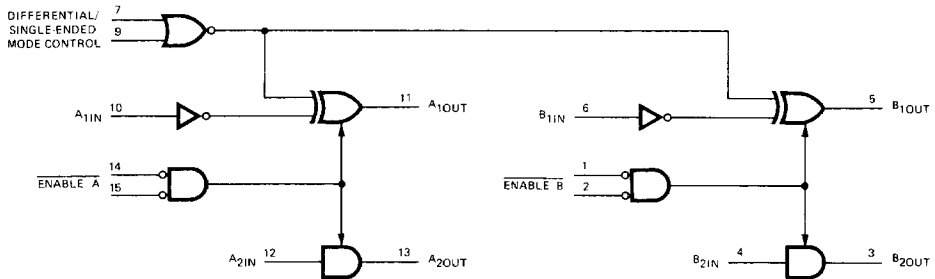 DIFFERENTIAL/
SINGLE-ENDED
MODE CONTROL
7
9
A1IN 10
11 A1OUT
B1IN 6
5 B1OUT
ENABLE A
14
15
ENABLE B
1
2
A2IN 12
13 A2OUT
B2IN 4
3 B2OUT